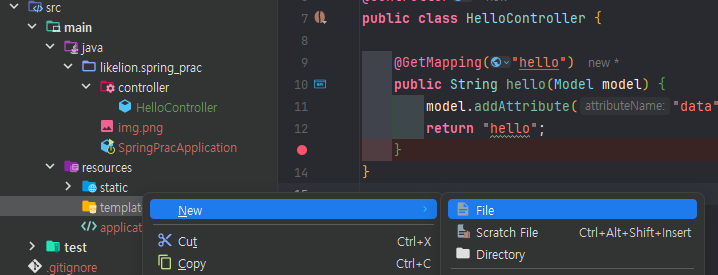 src
main
java
likelion.spring_prac
controller
HelloController
img.png
SpringPracApplication
resources
static
templat
applica
test
.gitignore
7 public class HelloController {
8
9 @GetMapping("hello") new *
10 public String hello(Model model) {
11 model.addAttribute( attributeName: "data"
12 return "hello";
}
14 }
New
Cut Ctrl+X
Copy Ctrl+C
File
Scratch File Ctrl+Alt+Shift+Insert
Directory